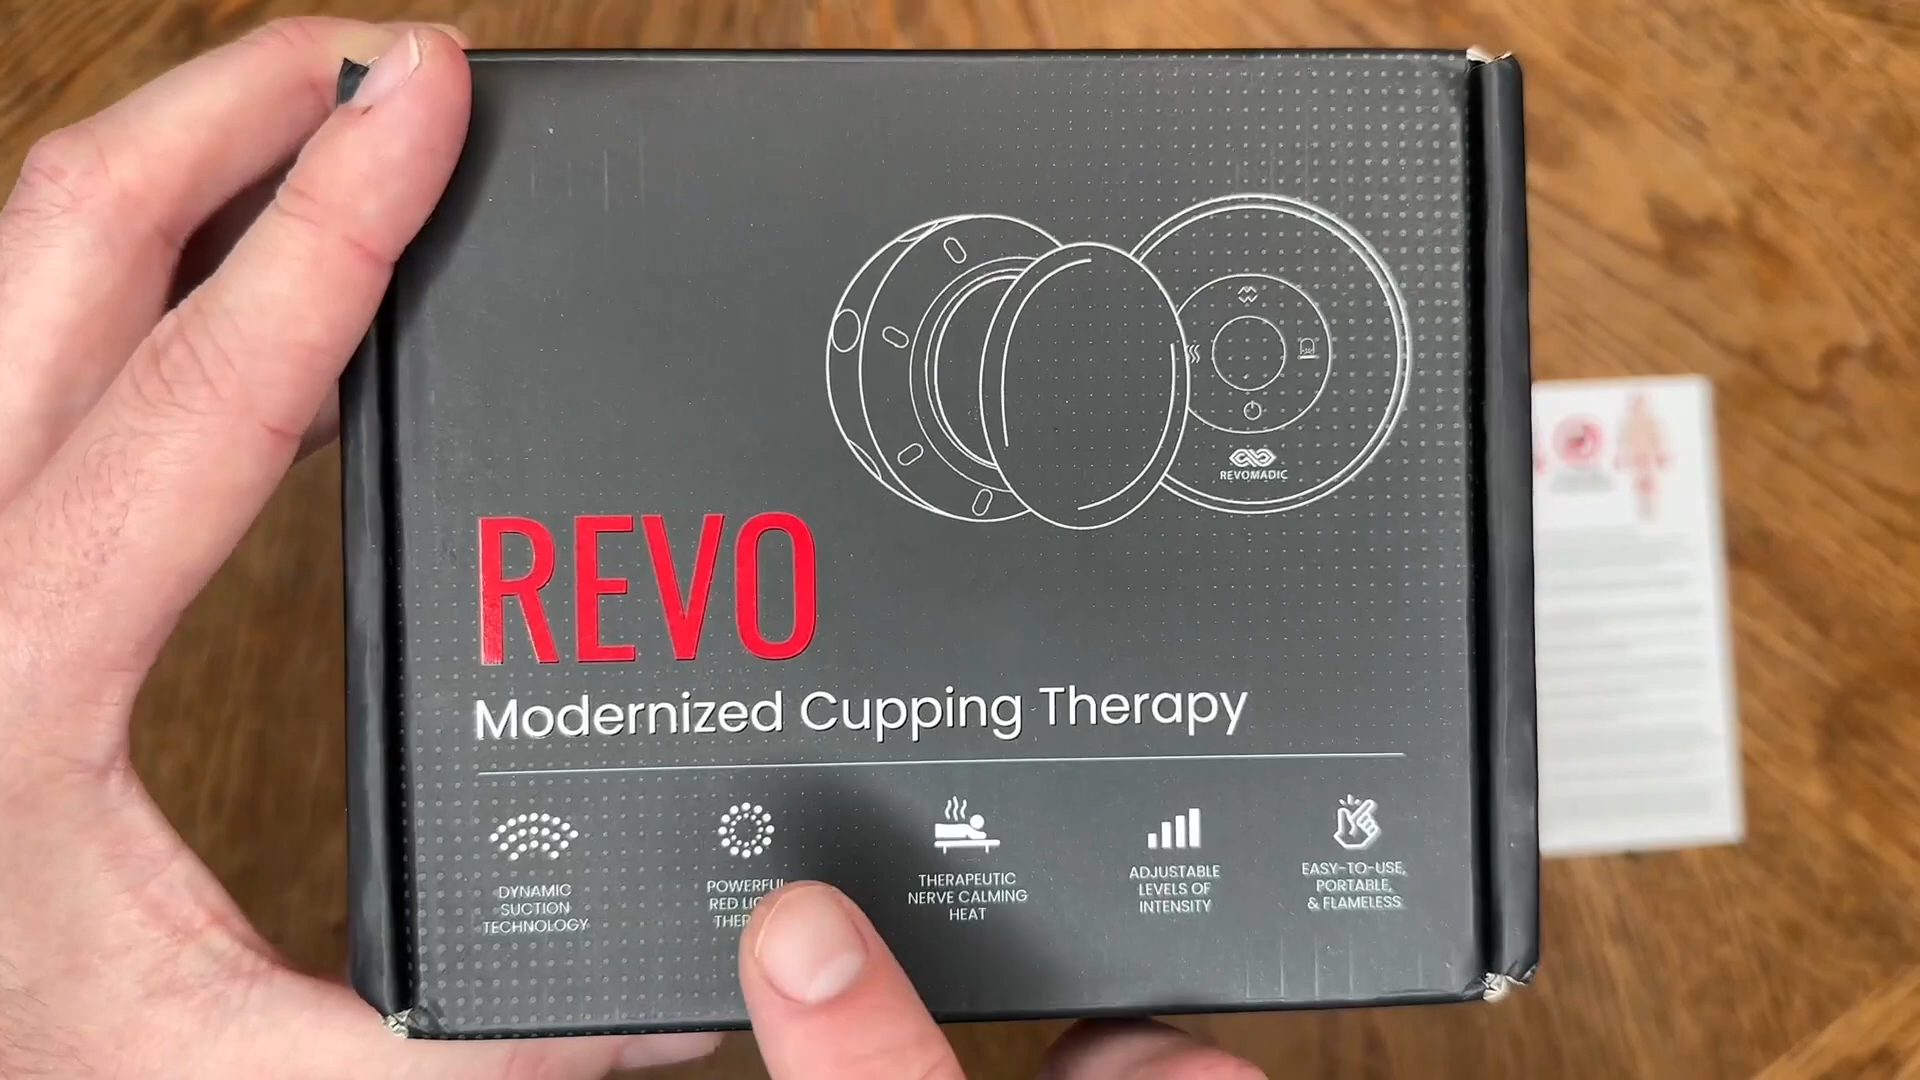 REVOMADIC
REVO
Modernized Cupping Therapy
DYNAMIC
SUCTION
TECHNOLOGY
POWERFUL
RED
THERAPEUTIC
NERVE CALMING
HEAT
ADJUSTABLE
LEVELS OF
INTENSITY
EASY-TO-USE,
PORTABLE,
& FLAMELESS